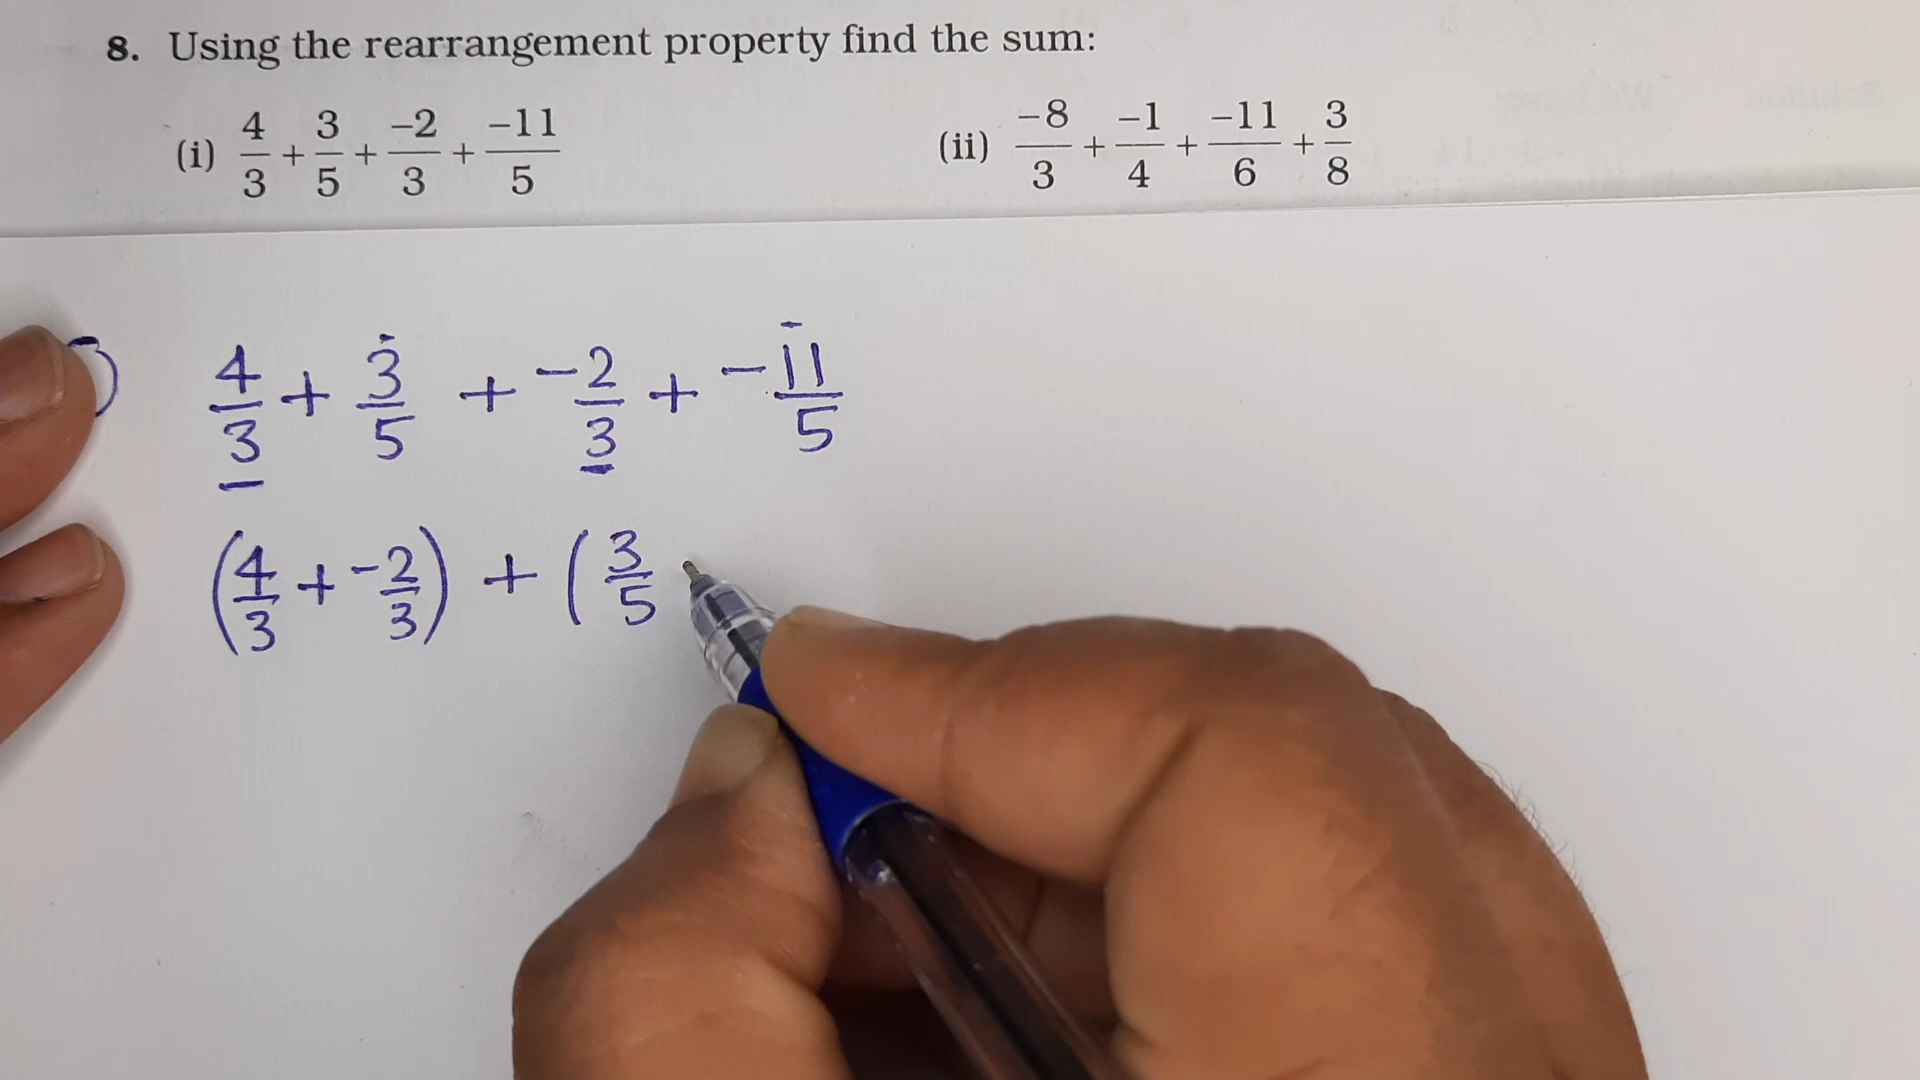 8. Using the rearrangement property find the sum:
(i) 4/3 + 3/5 + -2/3 + -11/5 (ii) -8/3 + -1/4 + -11/6 + 3/8
4/3 + 3/5 + -2/3 + -11/5
(4/3 + -2/3) + (3/5